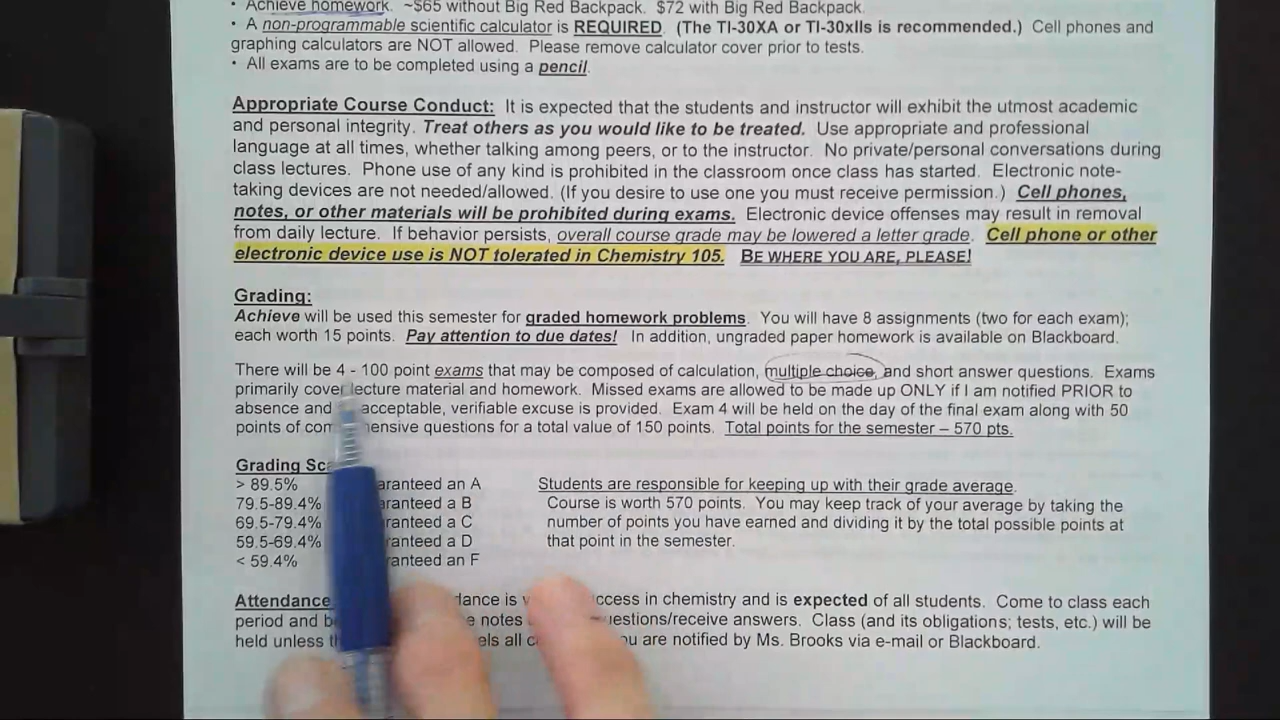 • Achieve homework. ~$65 without Big Red Backpack. $72 with Big Red Backpack.
• A non-programmable scientific calculator is REQUIRED. (The TI-30XA or TI-30xIIs is recommended.) Cell phones and
graphing calculators are NOT allowed. Please remove calculator cover prior to tests.
• All exams are to be completed using a pencil.
Appropriate Course Conduct: It is expected that the students and instructor will exhibit the utmost academic
and personal integrity. Treat others as you would like to be treated. Use appropriate and professional
language at all times, whether talking among peers, or to the instructor. No private/personal conversations during
class lectures. Phone use of any kind is prohibited in the classroom once class has started. Electronic note-
taking devices are not needed/allowed. (If you desire to use one you must receive permission.) Cell phones,
notes, or other materials will be prohibited during exams. Electronic device offenses may result in removal
from daily lecture. If behavior persists, overall course grade may be lowered a letter grade. Cell phone or other
electronic device use is NOT tolerated in Chemistry 105. BE WHERE YOU ARE, PLEASE!
Grading:
Achieve will be used this semester for graded homework problems. You will have 8 assignments (two for each exam);
each worth 15 points. Pay attention to due dates! In addition, ungraded paper homework is available on Blackboard.
There will be 4 - 100 point exams that may be composed of calculation, multiple choice, and short answer questions. Exams
primarily cover lecture material and homework. Missed exams are allowed to be made up ONLY if I am notified PRIOR to
absence and acceptable, verifiable excuse is provided. Exam 4 will be held on the day of the final exam along with 50
points of questions for a total value of 150 points. Total points for the semester – 570 pts.
Grading
> 89.5% an A Students are responsible for keeping up with their grade average.
79.5-89.4% a B Course is worth 570 points. You may keep track of your average by taking the
69.5-79.4% a C number of points you have earned and dividing it by the total possible points at
59.5-69.4% a D that point in the semester.
< 59.4% an F
Attendance is in chemistry and is expected of all students. Come to class each
period and notes answers. Class (and its obligations; tests, etc.) will be
held unless all you are notified by Ms. Brooks via e-mail or Blackboard.